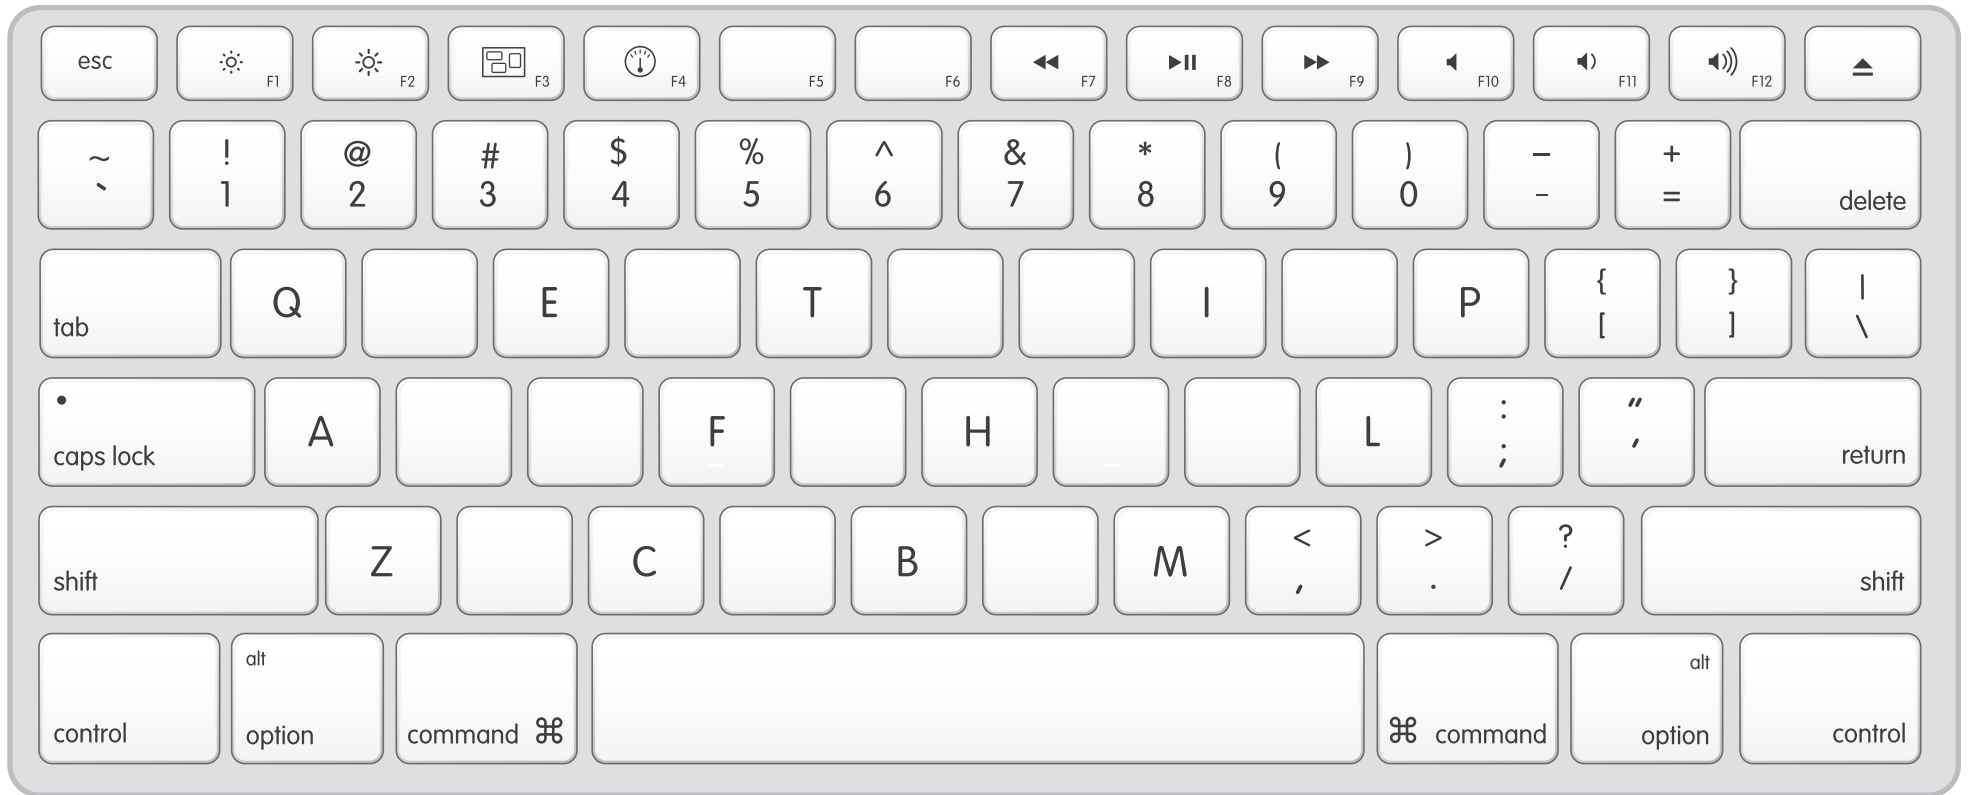 esc F1 F2 F3 F4 F5 F6 F7 F8 F9 F10 F11 F12
~ ! @ # $ % ^ & * ( ) – +
` 1 2 3 4 5 6 7 8 9 0 - = delete
tab Q E T I P { [ } ] | \
caps lock A F H L : ; " ' return
shift Z C B M < , > . ? / shift
alt alt
control option command ⌘ ⌘ command option control